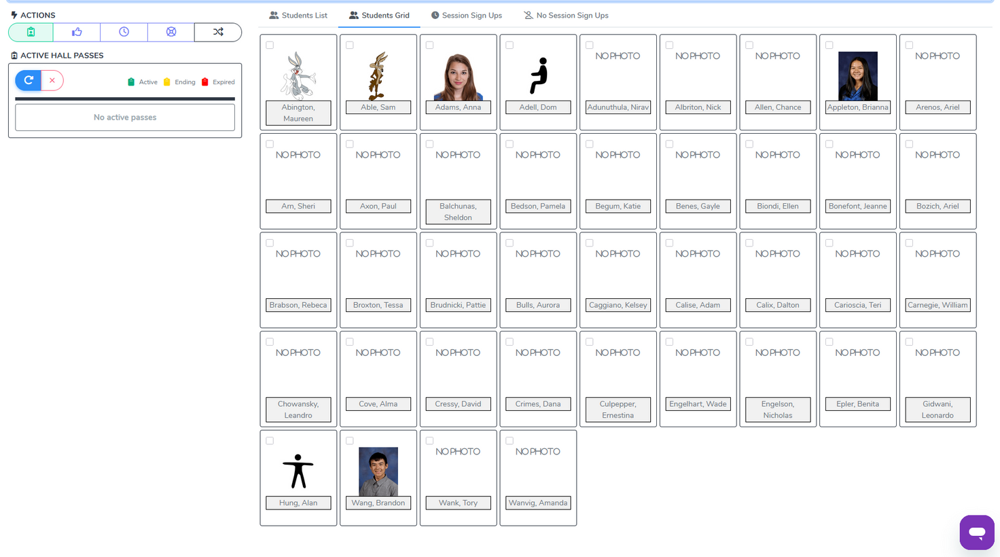 ACTIONS
Students List
Students Grid
Session Sign Ups
No Session Sign Ups
ACTIVE HALL PASSES
Active
Ending
Expired
No active passes
Abington,
Maureen
Able, Sam
Adams, Anna
Adell, Dom
NO PHOTO
Adunuthula, Nirav
NO PHOTO
Albriton, Nick
NO PHOTO
Allen, Chance
Appleton, Brianna
NO PHOTO
Arenos, Ariel
NO PHOTO
Arn, Sheri
NO PHOTO
Axon, Paul
NO PHOTO
Balchunas,
Sheldon
NO PHOTO
Bedson, Pamela
NO PHOTO
Begum, Katie
NO PHOTO
Benes, Gayle
NO PHOTO
Biondi, Ellen
NO PHOTO
Bonefont, Jeanne
NO PHOTO
Bozich, Ariel
NO PHOTO
Brabson, Rebeca
NO PHOTO
Broxton, Tessa
NO PHOTO
Brudnicki, Pattie
NO PHOTO
Bulls, Aurora
NO PHOTO
Caggiano, Kelsey
NO PHOTO
Calise, Adam
NO PHOTO
Calix, Dalton
NO PHOTO
Carioscia, Teri
NO PHOTO
Carnegie, William
NO PHOTO
Chowansky,
Leandro
NO PHOTO
Cove, Alma
NO PHOTO
Cressy, David
NO PHOTO
Crimes, Dana
NO PHOTO
Culpepper,
Ernestina
NO PHOTO
Engelhart, Wade
NO PHOTO
Engelson,
Nicholas
NO PHOTO
Epler, Benita
NO PHOTO
Gidwani,
Leonardo
Hung, Alan
Wang, Brandon
NO PHOTO
Wank, Tory
NO PHOTO
Wanvig, Amanda